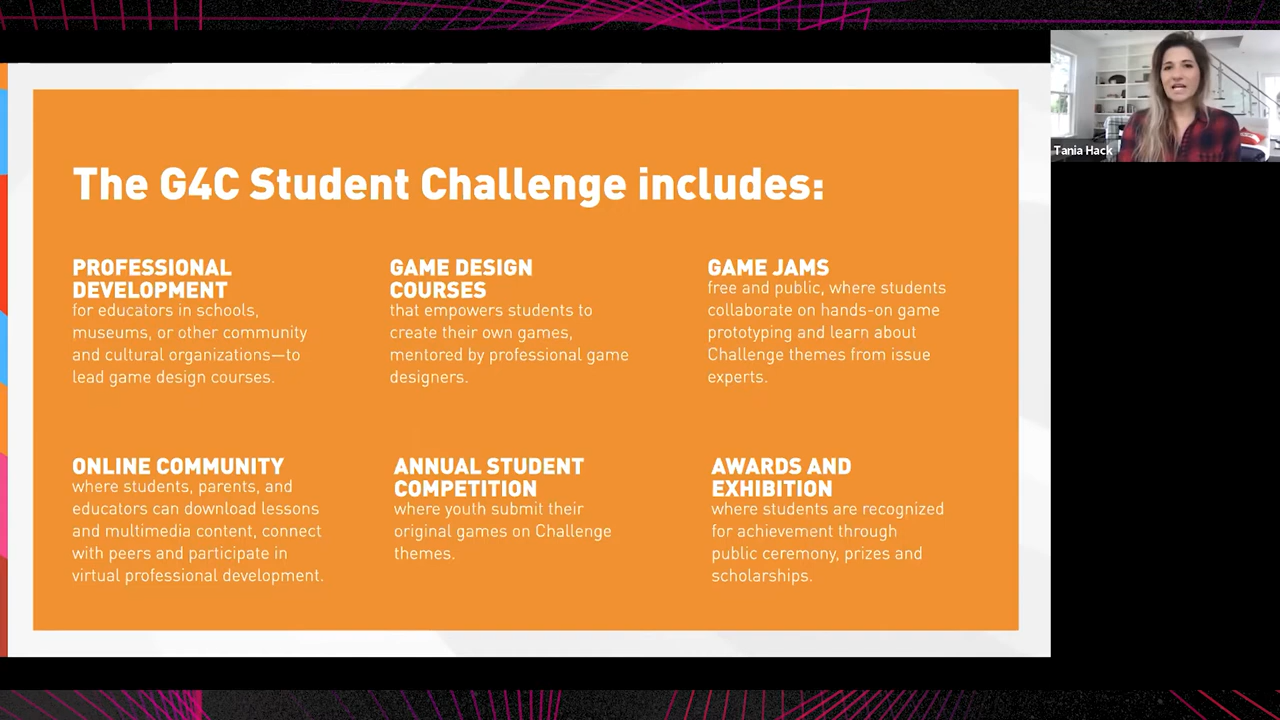 The G4C Student Challenge includes:
PROFESSIONAL
DEVELOPMENT
for educators in schools,
museums, or other community
and cultural organizations—to
lead game design courses.
GAME DESIGN
COURSES
that empowers students to
create their own games,
mentored by professional game
designers.
GAME JAMS
free and public, where students
collaborate on hands-on game
prototyping and learn about
Challenge themes from issue
experts.
ONLINE COMMUNITY
where students, parents, and
educators can download lessons
and multimedia content, connect
with peers and participate in
virtual professional development.
ANNUAL STUDENT
COMPETITION
where youth submit their
original games on Challenge
themes.
AWARDS AND
EXHIBITION
where students are recognized
for achievement through
public ceremony, prizes and
scholarships.
Tania Hack